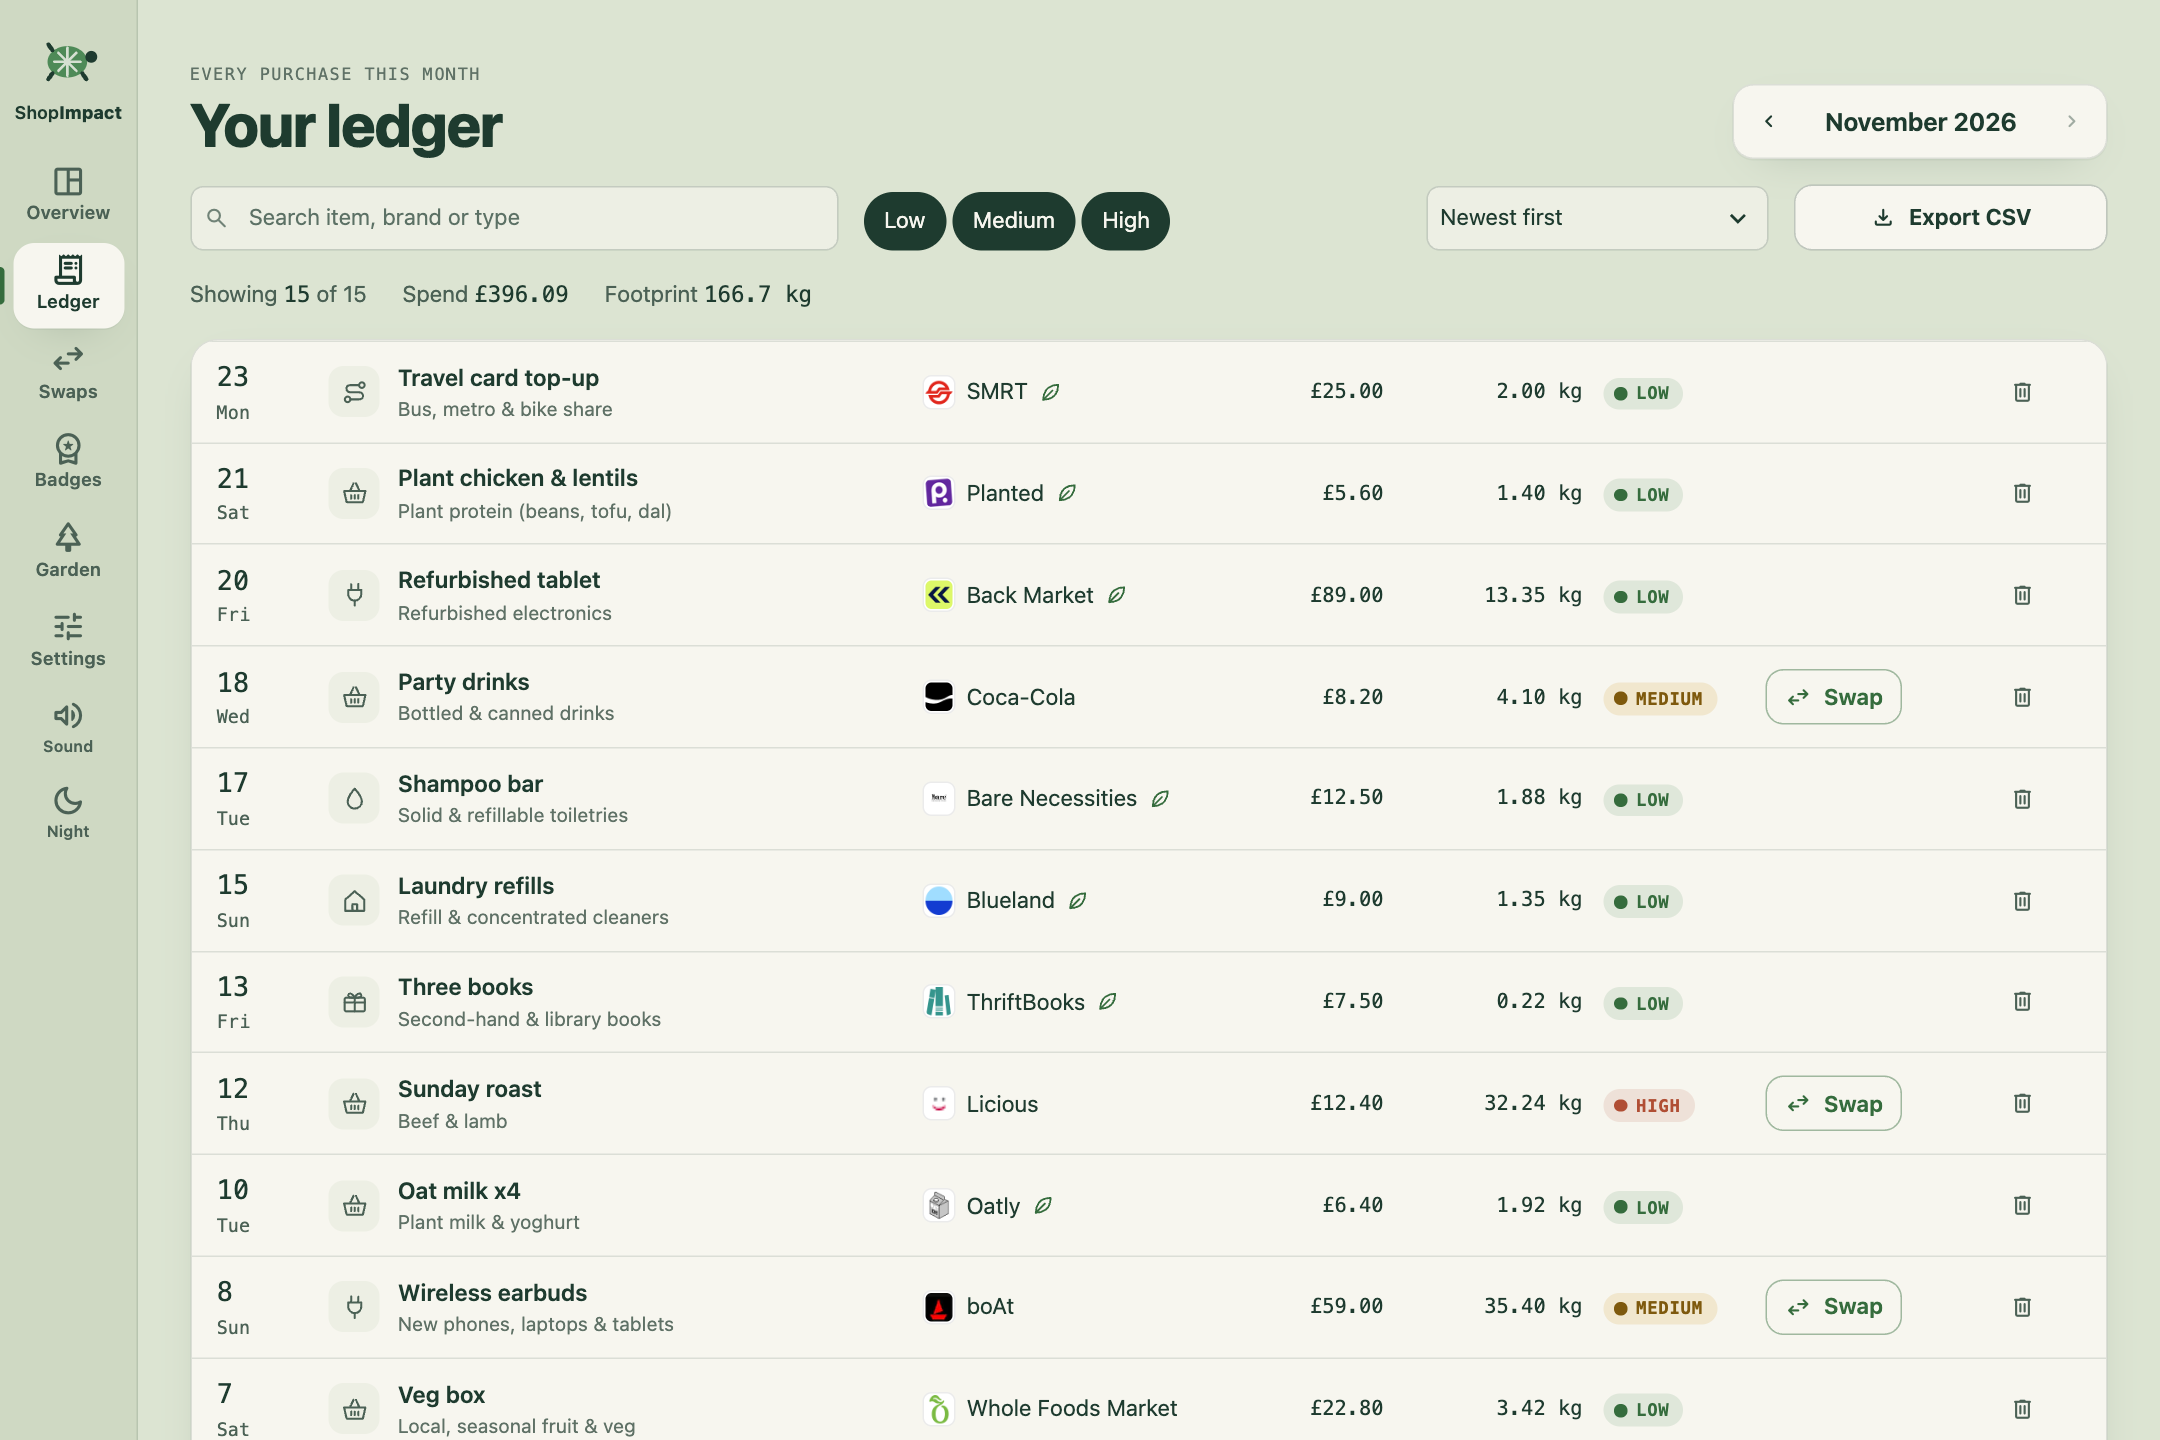 ShopImpact
Overview
Ledger
Swaps
Badges
Garden
Settings
Sound
Night
EVERY PURCHASE THIS MONTH
Your ledger
November 2026
Search item, brand or type
Low
Medium
High
Newest first
Export CSV
Showing 15 of 15 Spend £396.09 Footprint 166.7 kg
23 Mon Travel card top-up SMRT £25.00 2.00 kg LOW
Bus, metro & bike share
21 Sat Plant chicken & lentils Planted £5.60 1.40 kg LOW
Plant protein (beans, tofu, dal)
20 Fri Refurbished tablet Back Market £89.00 13.35 kg LOW
Refurbished electronics
18 Wed Party drinks Coca-Cola £8.20 4.10 kg MEDIUM Swap
Bottled & canned drinks
17 Tue Shampoo bar Bare Necessities £12.50 1.88 kg LOW
Solid & refillable toiletries
15 Sun Laundry refills Blueland £9.00 1.35 kg LOW
Refill & concentrated cleaners
13 Fri Three books ThriftBooks £7.50 0.22 kg LOW
Second-hand & library books
12 Thu Sunday roast Licious £12.40 32.24 kg HIGH Swap
Beef & lamb
10 Tue Oat milk x4 Oatly £6.40 1.92 kg LOW
Plant milk & yoghurt
8 Sun Wireless earbuds boAt £59.00 35.40 kg MEDIUM Swap
New phones, laptops & tablets
7 Sat Veg box Whole Foods Market £22.80 3.42 kg LOW
Local, seasonal fruit & veg